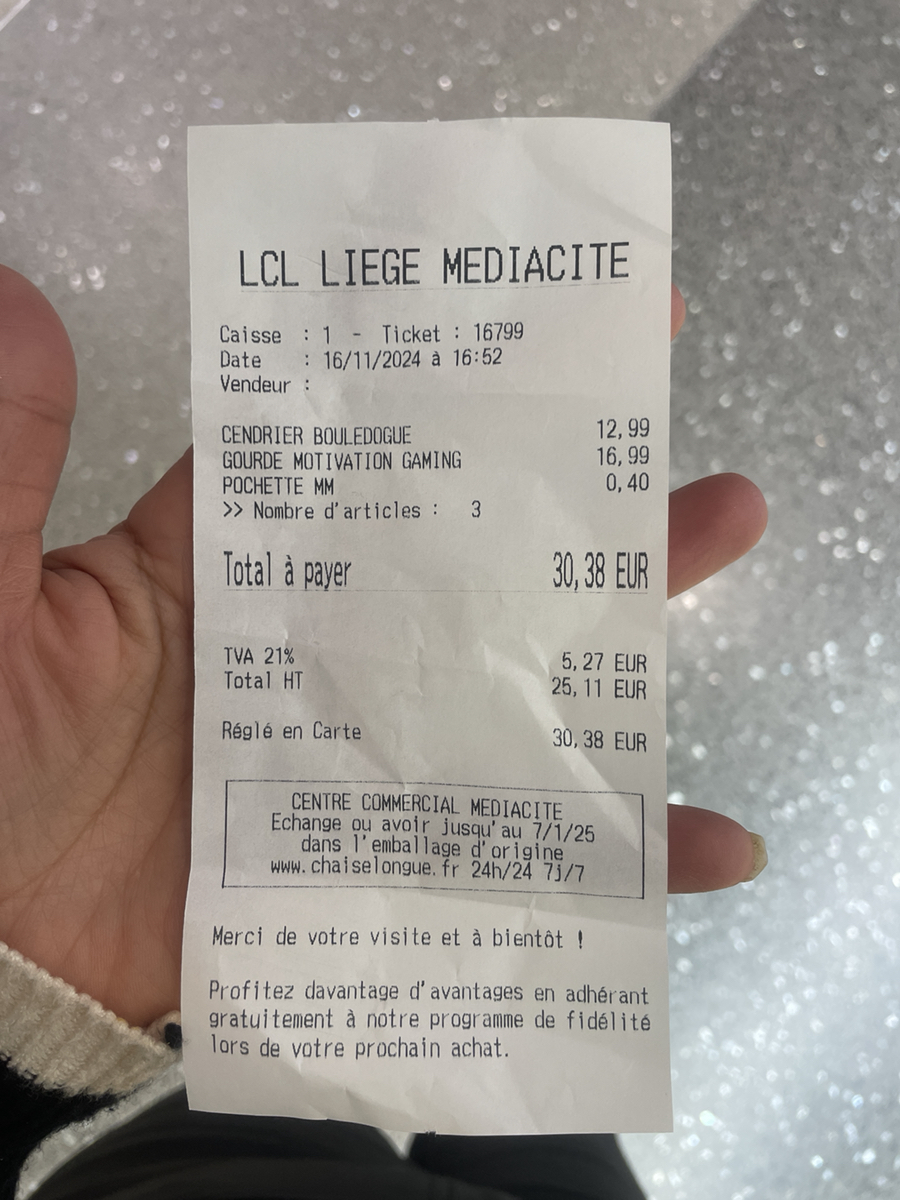 LCL LIEGE MEDIACITE
Caisse : 1 - Ticket : 16799
Date : 16/11/2024 à 16:52
Vendeur :
CENDRIER BOULEDOGUE 12,99
GOURDE MOTIVATION GAMING 16,99
POCHETTE MM 0,40
>> Nombre d'articles : 3
Total à payer 30,38 EUR
TVA 21% 5,27 EUR
Total HT 25,11 EUR
Réglé en Carte 30,38 EUR
CENTRE COMMERCIAL MEDIACITE
Echange ou avoir jusqu'au 7/1/25
dans l'emballage d'origine
www.chaiselongue.fr 24h/24 7j/7
Merci de votre visite et à bientôt !
Profitez davantage d'avantages en adhérant
gratuitement à notre programme de fidélité
lors de votre prochain achat.